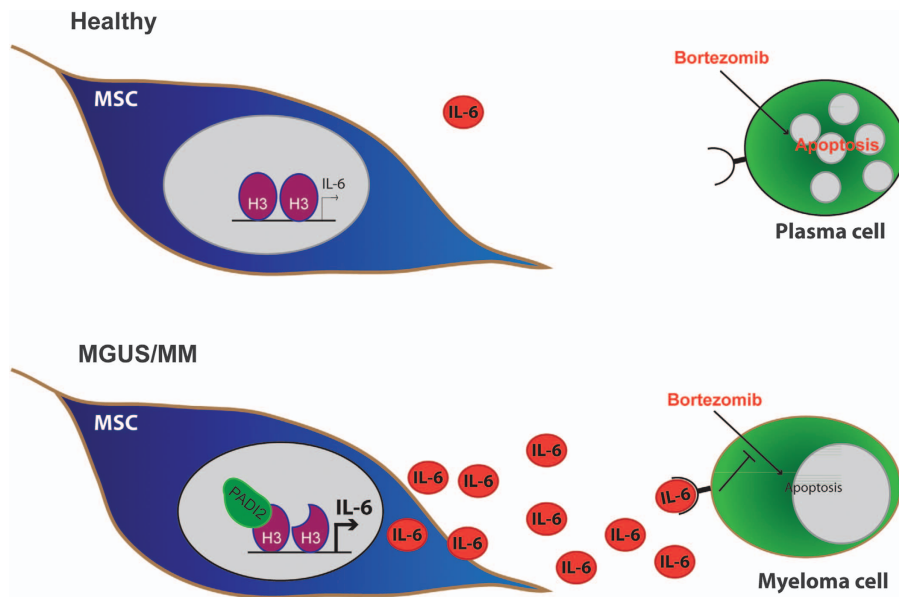 Healthy
MSC
IL-6
H3 H3
IL-6
Bortezomib
Apoptosis
Plasma cell
MGUS/MM
MSC
PADI2
H3 H3
IL-6
IL-6
IL-6
IL-6
IL-6
IL-6
IL-6
IL-6
IL-6
IL-6
IL-6
Bortezomib
Apoptosis
Myeloma cell